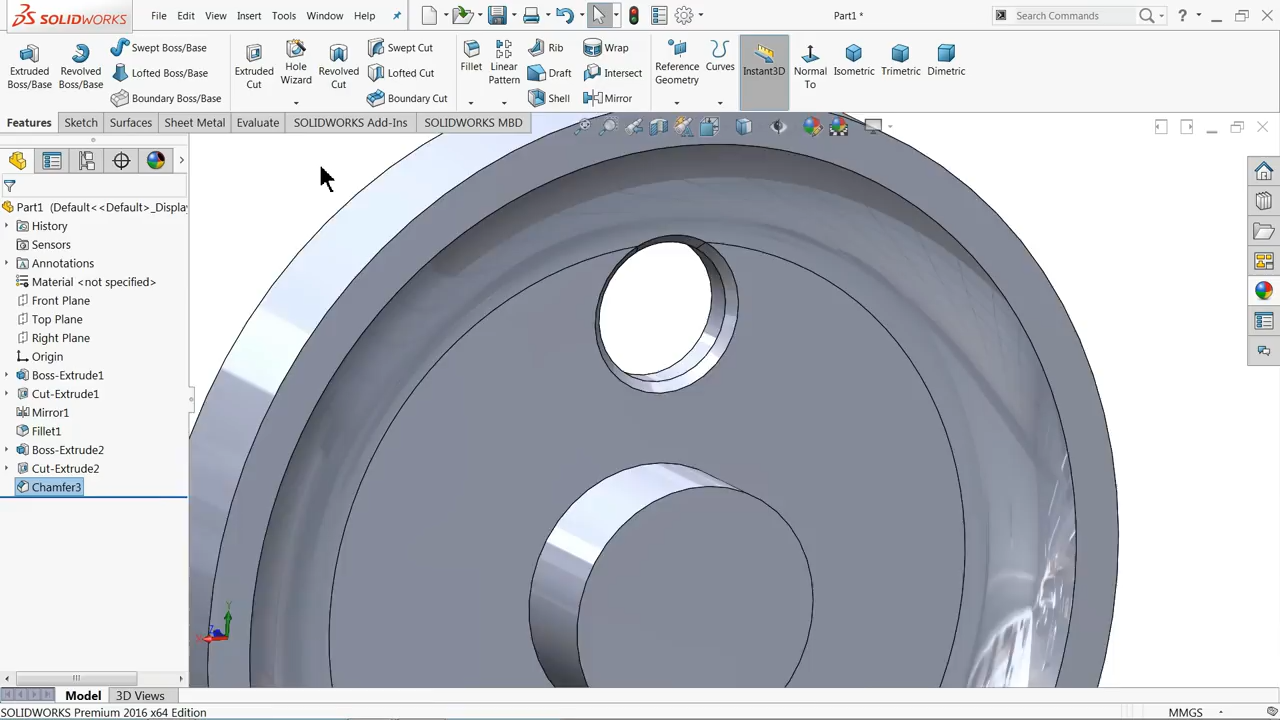 SOLIDWORKS
File Edit View Insert Tools Window Help
Part1 *
Search Commands
Extruded Boss/Base
Revolved Boss/Base
Swept Boss/Base
Lofted Boss/Base
Boundary Boss/Base
Extruded Cut
Hole Wizard
Revolved Cut
Swept Cut
Lofted Cut
Boundary Cut
Fillet
Linear Pattern
Rib
Draft
Shell
Wrap
Intersect
Mirror
Reference Geometry
Curves
Instant3D
Normal To
Isometric
Trimetric
Dimetric
Features Sketch Surfaces Sheet Metal Evaluate SOLIDWORKS Add-Ins SOLIDWORKS MBD
Part1 (Default<<Default>_Displa
History
Sensors
Annotations
Material <not specified>
Front Plane
Top Plane
Right Plane
Origin
Boss-Extrude1
Cut-Extrude1
Mirror1
Fillet1
Boss-Extrude2
Cut-Extrude2
Chamfer3
Y
Model 3D Views
SOLIDWORKS Premium 2016 x64 Edition
MMGS